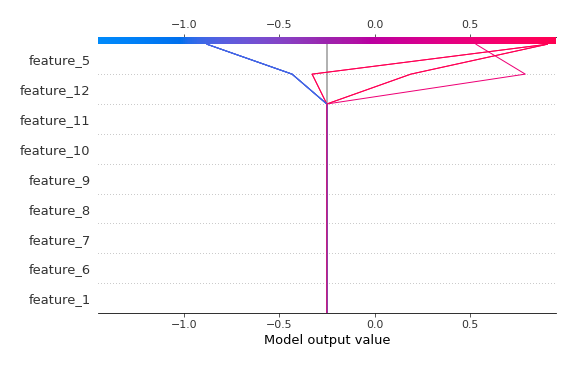 −1.0 −0.5 0.0 0.5
feature_5
feature_12
feature_11
feature_10
feature_9
feature_8
feature_7
feature_6
feature_1
−1.0 −0.5 0.0 0.5
Model output value